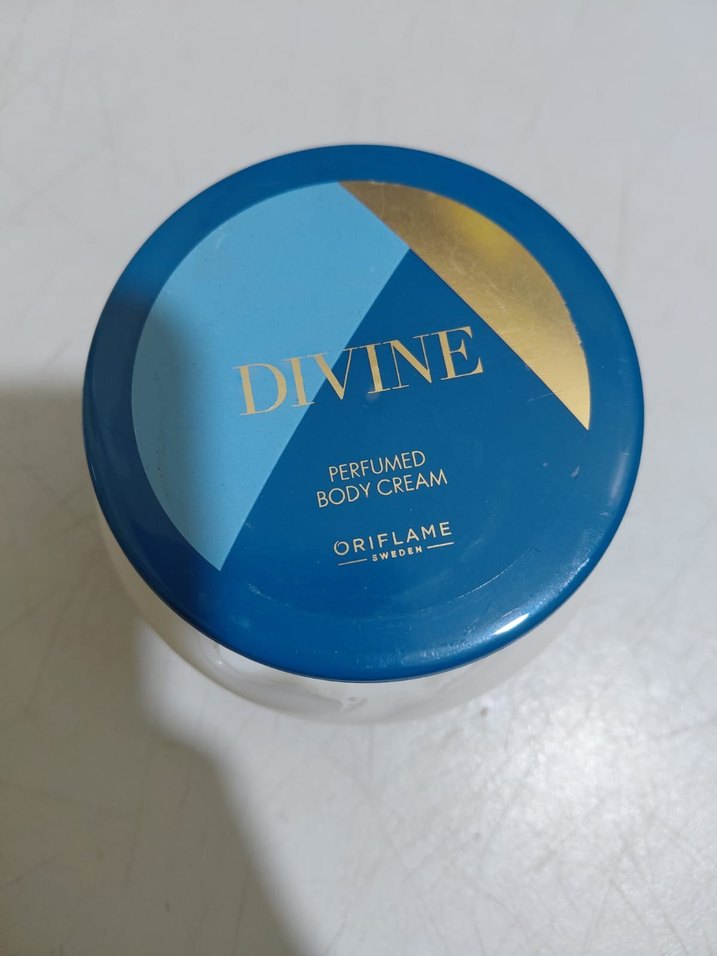 DIVINE
PERFUMED
BODY CREAM
ORIFLAME
SWEDEN